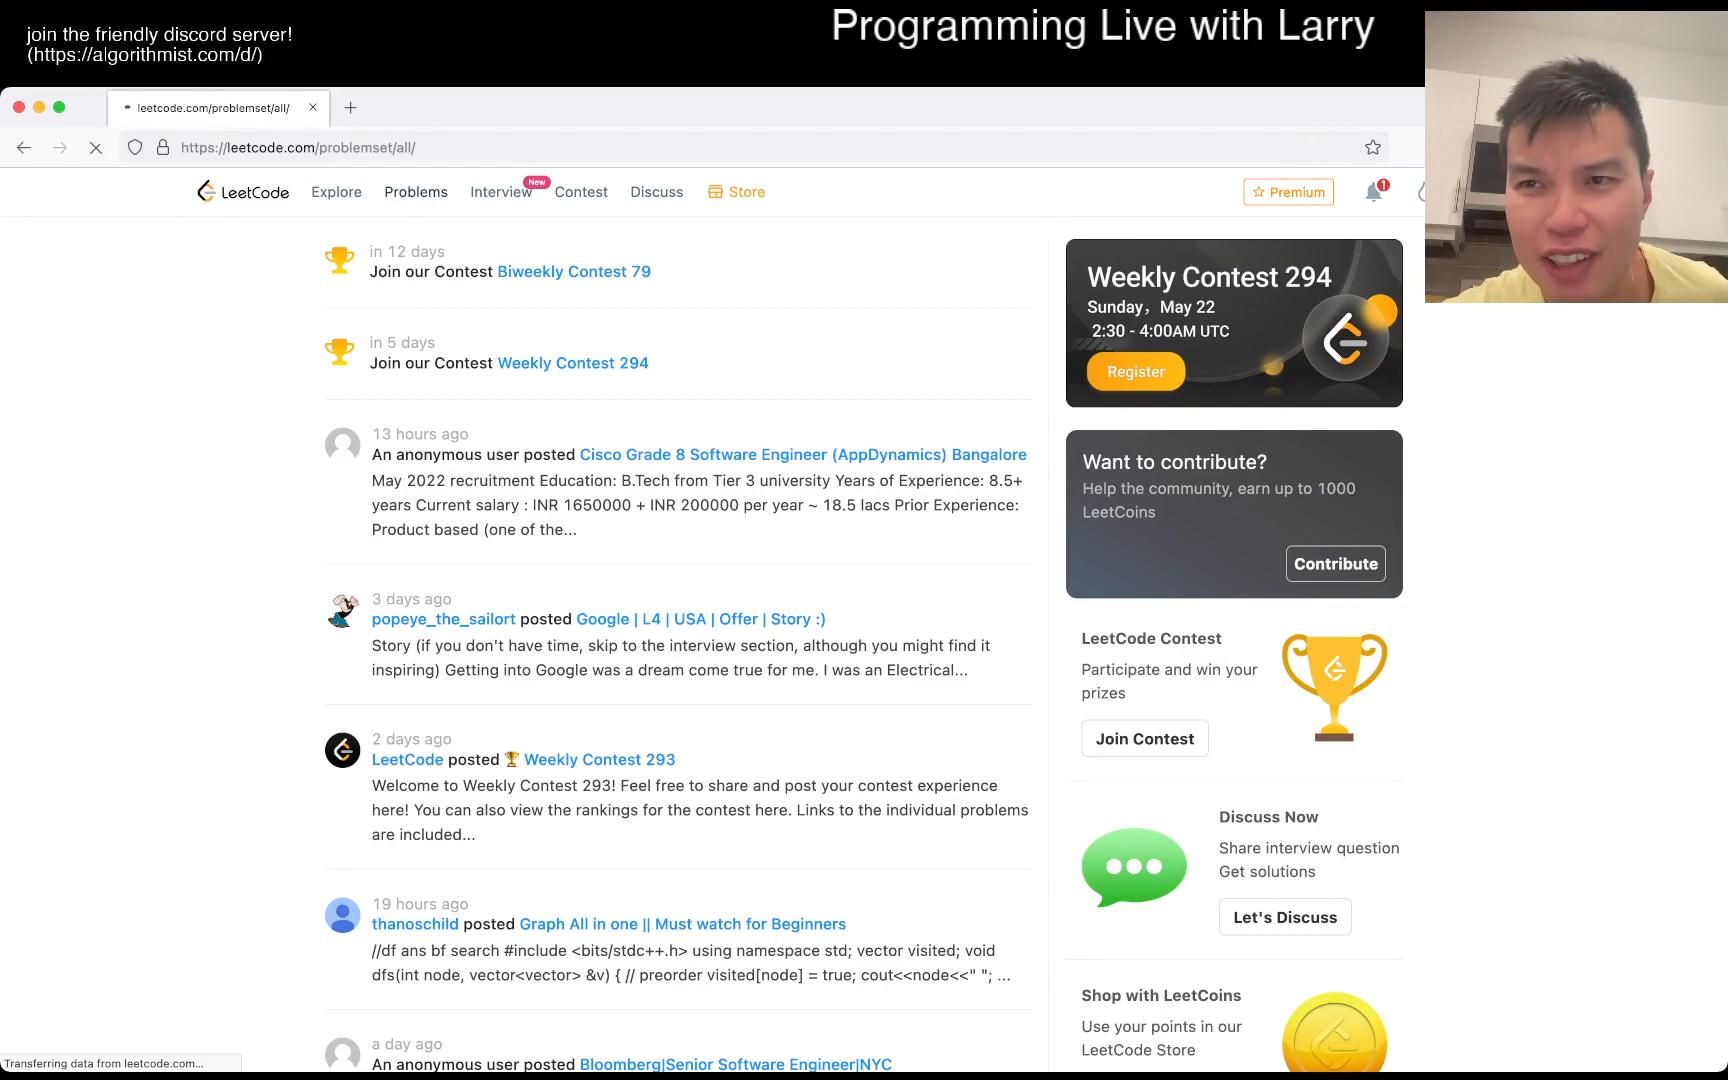 join the friendly discord server!
(https://algorithmist.com/d/)
Programming Live with Larry
leetcode.com/problemset/all/
https://leetcode.com/problemset/all/
LeetCode
Explore
Problems
Interview
New
Contest
Discuss
Store
Premium
1
in 12 days
Join our Contest Biweekly Contest 79
in 5 days
Join our Contest Weekly Contest 294
13 hours ago
An anonymous user posted Cisco Grade 8 Software Engineer (AppDynamics) Bangalore
May 2022 recruitment Education: B.Tech from Tier 3 university Years of Experience: 8.5+
years Current salary : INR 1650000 + INR 200000 per year ~ 18.5 lacs Prior Experience:
Product based (one of the...
3 days ago
popeye_the_sailort posted Google | L4 | USA | Offer | Story :)
Story (if you don't have time, skip to the interview section, although you might find it
inspiring) Getting into Google was a dream come true for me. I was an Electrical...
2 days ago
LeetCode posted 🏆 Weekly Contest 293
Welcome to Weekly Contest 293! Feel free to share and post your contest experience
here! You can also view the rankings for the contest here. Links to the individual problems
are included...
19 hours ago
thanoschild posted Graph All in one || Must watch for Beginners
//df ans bf search #include <bits/stdc++.h> using namespace std; vector visited; void
dfs(int node, vector<vector> &v) { // preorder visited[node] = true; cout<<node<<" "; ...
a day ago
An anonymous user posted Bloomberg|Senior Software Engineer|NYC
Weekly Contest 294
Sunday, May 22
2:30 - 4:00AM UTC
Register
Want to contribute?
Help the community, earn up to 1000
LeetCoins
Contribute
LeetCode Contest
Participate and win your
prizes
Join Contest
Discuss Now
Share interview question
Get solutions
Let's Discuss
Shop with LeetCoins
Use your points in our
LeetCode Store
Transferring data from leetcode.com...